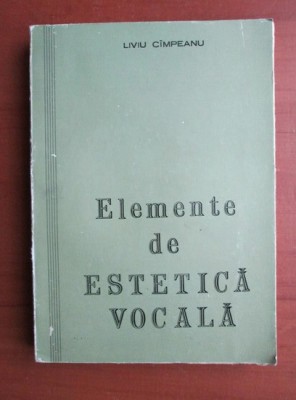 LIVIU CÎMPEANU
Elemente
de
ESTETICĂ
VOCALĂ